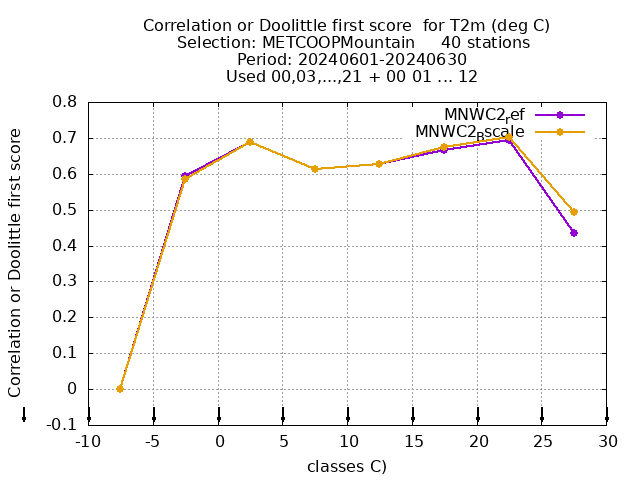 Correlation or Doolittle first score  for T2m (deg C)
Selection: METCOOPMountain     40 stations
Period: 20240601-20240630
Used 00,03,...,21 + 00 01 ... 12
MNWC2ref
MNWC2Bscale
0.8
0.7
0.6
0.5
0.4
0.3
0.2
0.1
0
-0.1
Correlation or Doolittle first score
-10 -5 0 5 10 15 20 25 30
classes C)